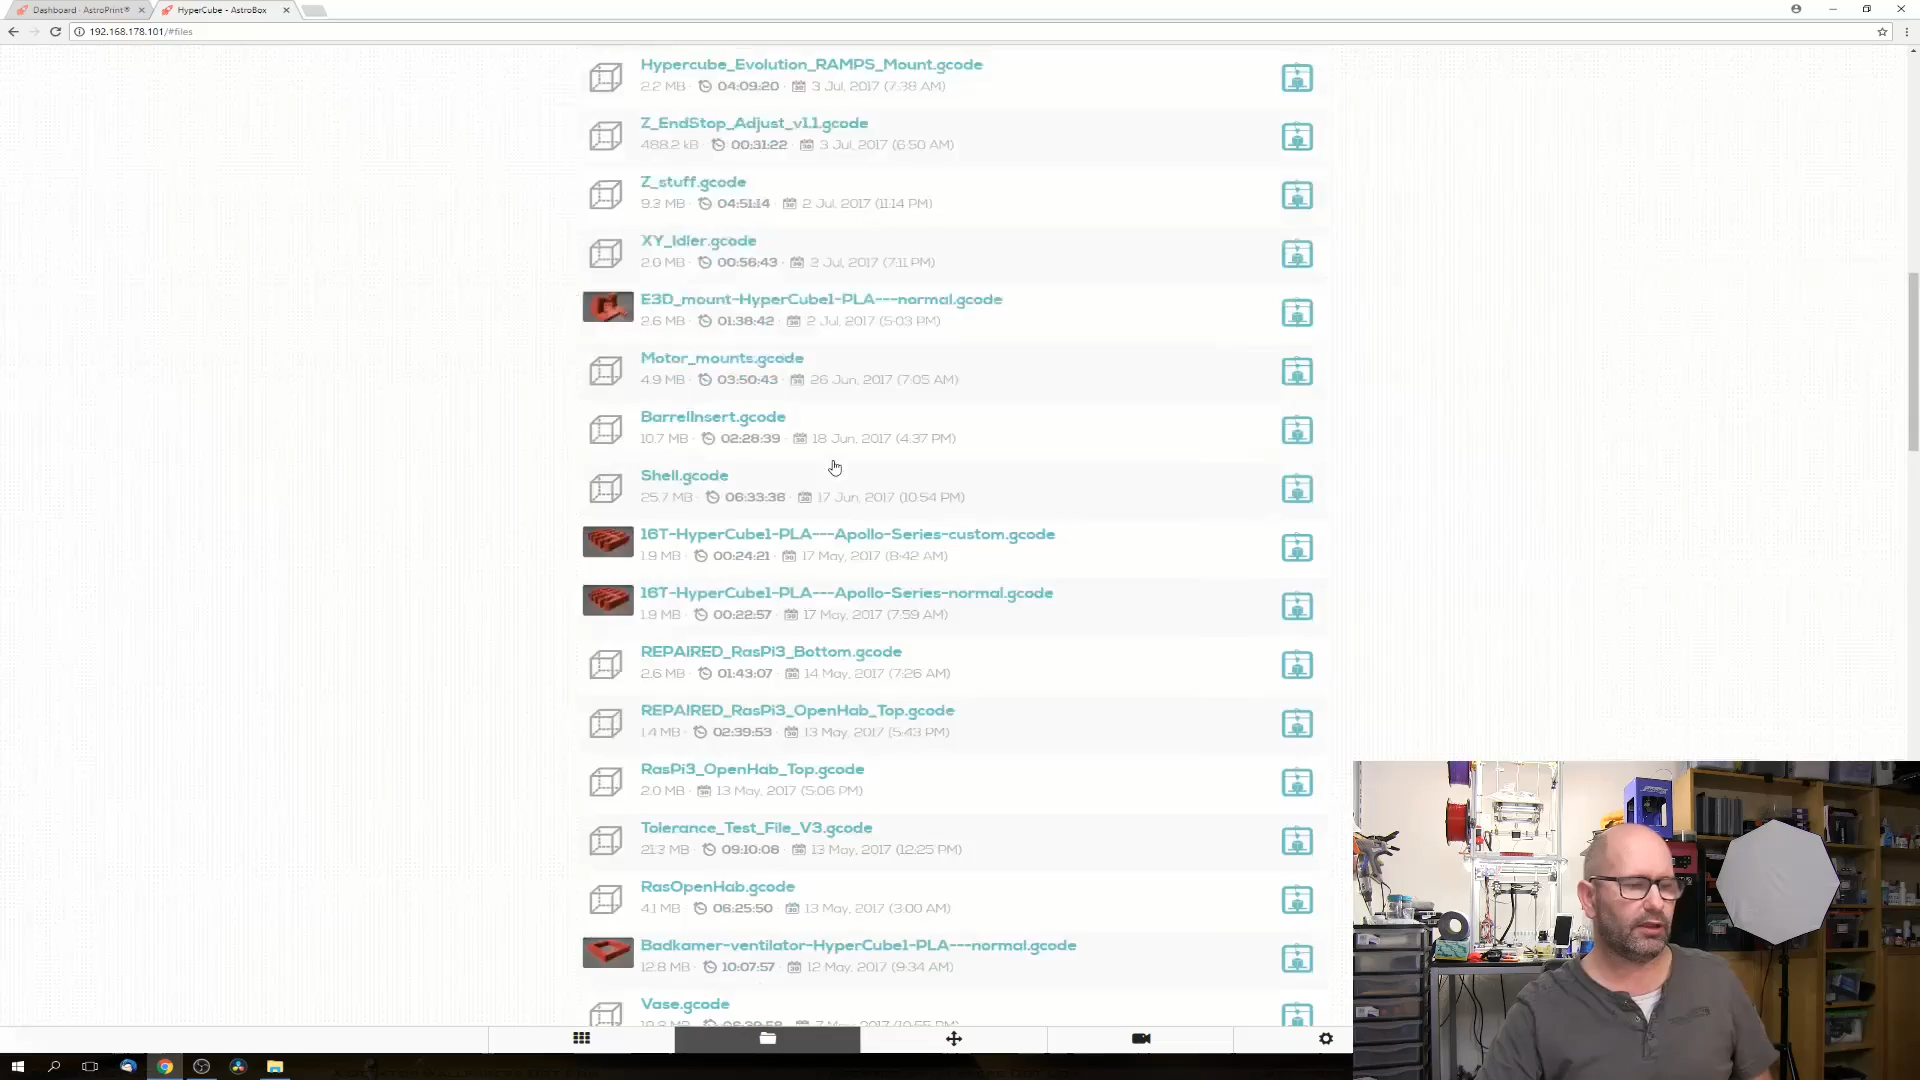 Dashboard - AstroPrint®
HyperCube - AstroBox
192.168.178.101/#files
Hypercube_Evolution_RAMPS_Mount.gcode
2.2 MB · 04:09:20 · 3 Jul, 2017 (7:38 AM)
Z_EndStop_Adjust_v1.1.gcode
488.2 kB · 00:31:22 · 3 Jul, 2017 (6:50 AM)
Z_stuff.gcode
9.3 MB · 04:51:14 · 2 Jul, 2017 (11:14 PM)
XY_Idler.gcode
2.0 MB · 00:56:43 · 2 Jul, 2017 (7:11 PM)
E3D_mount-HyperCube1-PLA---normal.gcode
2.6 MB · 01:38:42 · 2 Jul, 2017 (5:03 PM)
Motor_mounts.gcode
4.9 MB · 03:50:43 · 26 Jun, 2017 (7:05 AM)
BarrelInsert.gcode
10.7 MB · 02:28:39 · 18 Jun, 2017 (4:37 PM)
Shell.gcode
25.7 MB · 06:33:36 · 17 Jun, 2017 (10:54 PM)
16T-HyperCube1-PLA---Apollo-Series-custom.gcode
1.9 MB · 00:24:21 · 17 May, 2017 (8:42 AM)
16T-HyperCube1-PLA---Apollo-Series-normal.gcode
1.9 MB · 00:22:57 · 17 May, 2017 (7:59 AM)
REPAIRED_RasPi3_Bottom.gcode
2.6 MB · 01:43:07 · 14 May, 2017 (7:26 AM)
REPAIRED_RasPi3_OpenHab_Top.gcode
1.4 MB · 02:39:53 · 13 May, 2017 (5:43 PM)
RasPi3_OpenHab_Top.gcode
2.0 MB · 13 May, 2017 (5:06 PM)
Tolerance_Test_File_V3.gcode
21.3 MB · 09:10:08 · 13 May, 2017 (12:25 PM)
RasOpenHab.gcode
4.1 MB · 06:25:50 · 13 May, 2017 (3:00 AM)
Badkamer-ventilator-HyperCube1-PLA---normal.gcode
12.8 MB · 10:07:57 · 12 May, 2017 (9:34 AM)
Vase.gcode